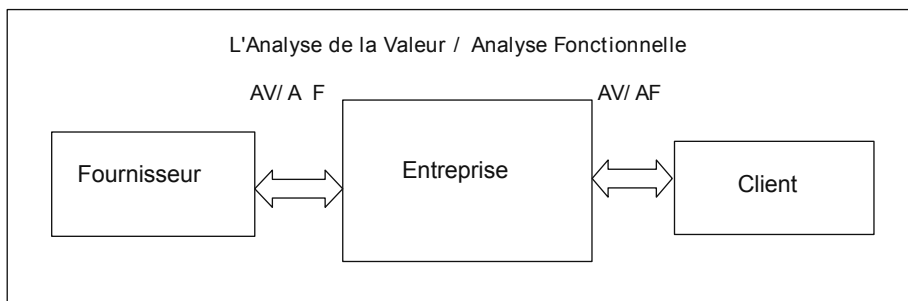 L'Analyse de la Valeur / Analyse Fonctionnelle
AV/ A F
AV/ AF
Fournisseur
Entreprise
Client